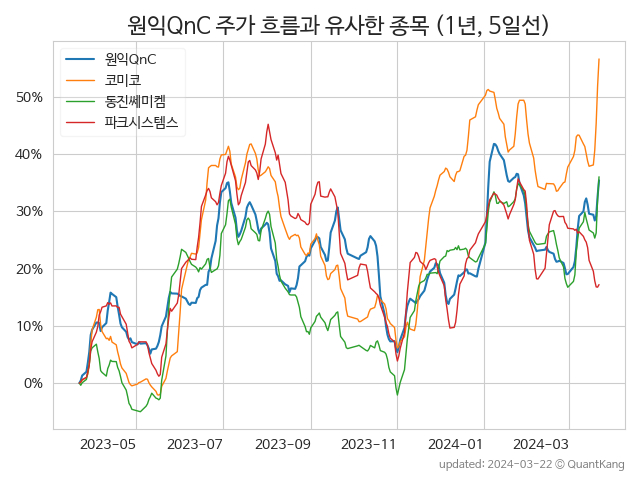 원익QnC 주가 흐름과 유사한 종목 (1년, 5일선)
원익QnC
코미코
동진쎄미켐
파크시스템스
50%
40%
30%
20%
10%
0%
2023-05
2023-07
2023-09
2023-11
2024-01
2024-03
updated: 2024-03-22 © QuantKang